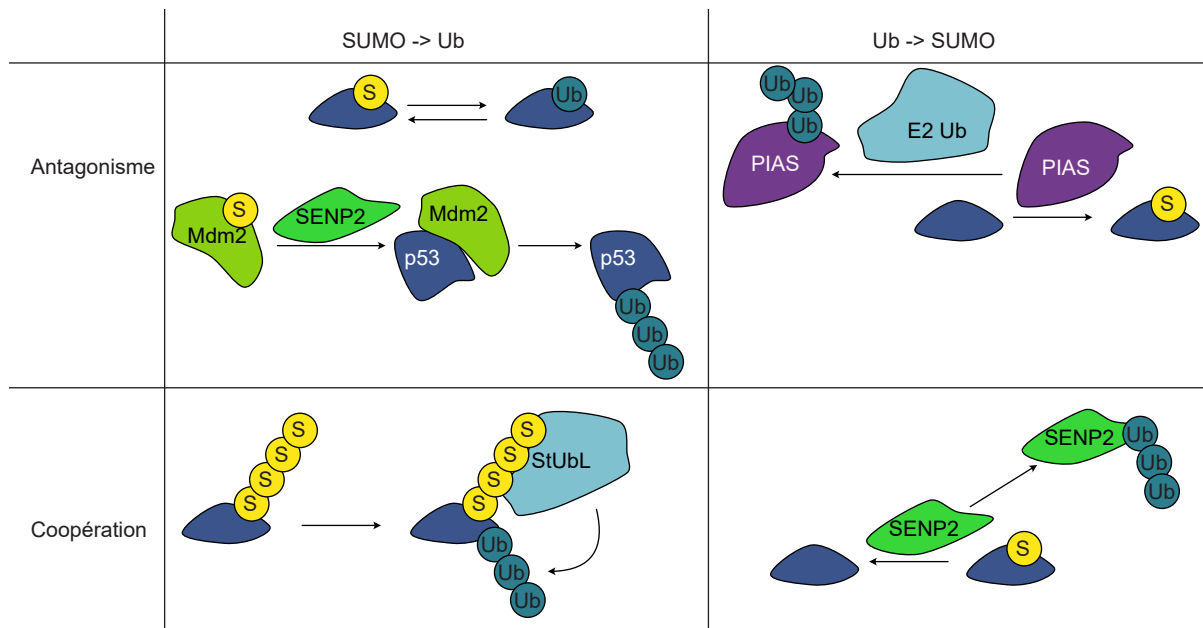 SUMO -> Ub
Ub -> SUMO
Antagonisme
S
Ub
S
Mdm2
SENP2
Mdm2
p53
p53
Ub
Ub
Ub
Ub
Ub
Ub
PIAS
E2 Ub
PIAS
S
Coopération
S
S
S
S
S
S
S
S
StUbL
Ub
Ub
Ub
SENP2
Ub
Ub
Ub
SENP2
S